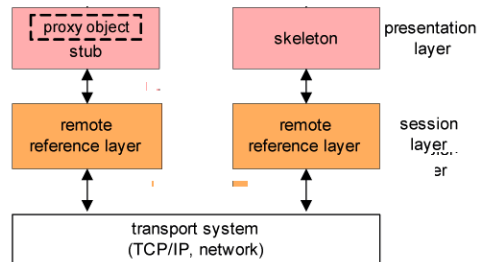 proxy object
stub
skeleton
presentation
layer
remote
reference layer
remote
reference layer
session
layer
er
transport system
(TCP/IP, network)